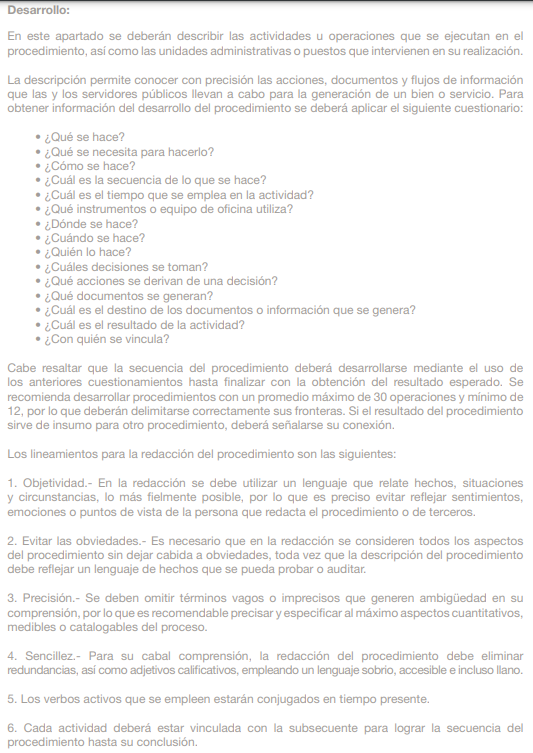 Desarrollo:
En este apartado se deberán describir las actividades u operaciones que se ejecutan en el
procedimiento, así como las unidades administrativas o puestos que intervienen en su realización.
La descripción permite conocer con precisión las acciones, documentos y flujos de información
que las y los servidores públicos llevan a cabo para la generación de un bien o servicio. Para
obtener información del desarrollo del procedimiento se deberá aplicar el siguiente cuestionario:
• ¿Qué se hace?
• ¿Qué se necesita para hacerlo?
• ¿Cómo se hace?
• ¿Cuál es la secuencia de lo que se hace?
• ¿Cuál es el tiempo que se emplea en la actividad?
• ¿Qué instrumentos o equipo de oficina utiliza?
• ¿Dónde se hace?
• ¿Cuándo se hace?
• ¿Quién lo hace?
• ¿Cuáles decisiones se toman?
• ¿Qué acciones se derivan de una decisión?
• ¿Qué documentos se generan?
• ¿Cuál es el destino de los documentos o información que se genera?
• ¿Cuál es el resultado de la actividad?
• ¿Con quién se vincula?
Cabe resaltar que la secuencia del procedimiento deberá desarrollarse mediante el uso de
los anteriores cuestionamientos hasta finalizar con la obtención del resultado esperado. Se
recomienda desarrollar procedimientos con un promedio máximo de 30 operaciones y mínimo de
12, por lo que deberán delimitarse correctamente sus fronteras. Si el resultado del procedimiento
sirve de insumo para otro procedimiento, deberá señalarse su conexión.
Los lineamientos para la redacción del procedimiento son las siguientes:
1. Objetividad.- En la redacción se debe utilizar un lenguaje que relate hechos, situaciones
y circunstancias, lo más fielmente posible, por lo que es preciso evitar reflejar sentimientos,
emociones o puntos de vista de la persona que redacta el procedimiento o de terceros.
2. Evitar las obviedades.- Es necesario que en la redacción se consideren todos los aspectos
del procedimiento sin dejar cabida a obviedades, toda vez que la descripción del procedimiento
debe reflejar un lenguaje de hechos que se pueda probar o auditar.
3. Precisión.- Se deben omitir términos vagos o imprecisos que generen ambigüedad en su
comprensión, por lo que es recomendable precisar y especificar al máximo aspectos cuantitativos,
medibles o catalogables del proceso.
4. Sencillez.- Para su cabal comprensión, la redacción del procedimiento debe eliminar
redundancias, así como adjetivos calificativos, empleando un lenguaje sobrio, accesible e incluso llano.
5. Los verbos activos que se empleen estarán conjugados en tiempo presente.
6. Cada actividad deberá estar vinculada con la subsecuente para lograr la secuencia del
procedimiento hasta su conclusión.